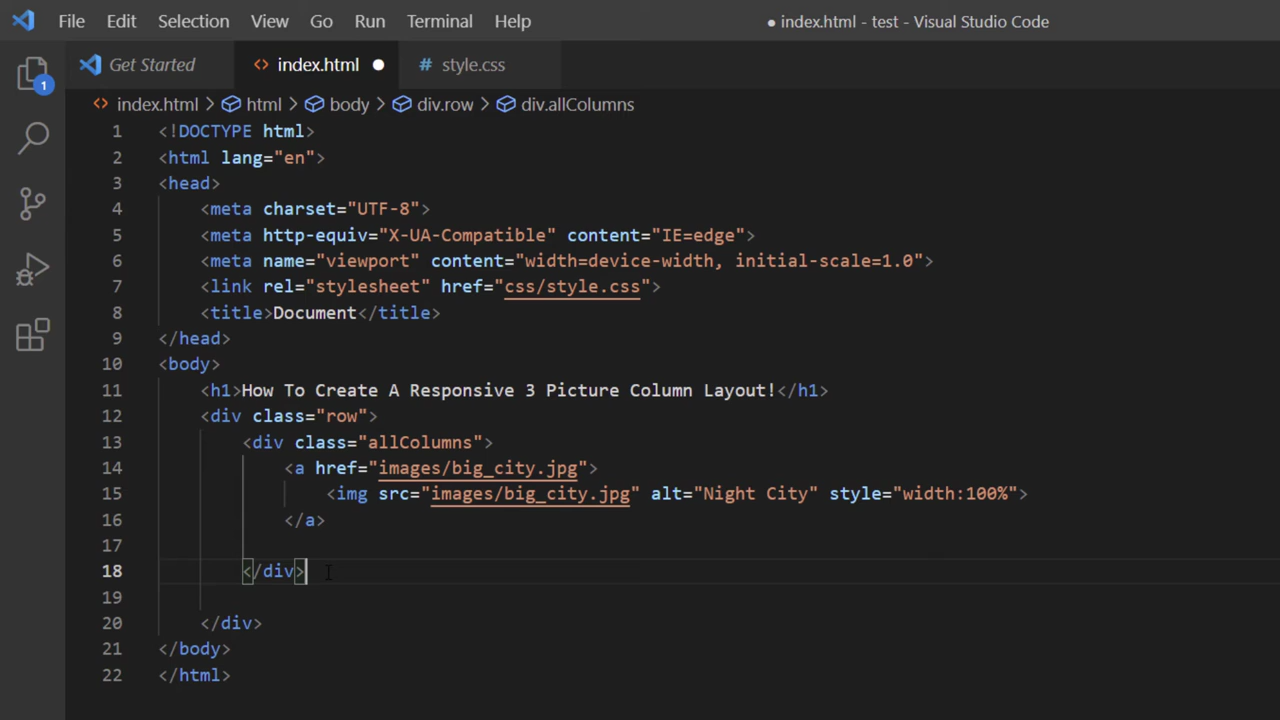 File Edit Selection View Go Run Terminal Help ● index.html - test - Visual Studio Code
Get Started <> index.html ● # style.css
1
<> index.html > html > body > div.row > div.allColumns
1 <!DOCTYPE html>
2 <html lang="en">
3 <head>
4 <meta charset="UTF-8">
5 <meta http-equiv="X-UA-Compatible" content="IE=edge">
6 <meta name="viewport" content="width=device-width, initial-scale=1.0">
7 <link rel="stylesheet" href="css/style.css">
8 <title>Document</title>
9 </head>
10 <body>
11 <h1>How To Create A Responsive 3 Picture Column Layout!</h1>
12 <div class="row">
13 <div class="allColumns">
14 <a href="images/big_city.jpg">
15 <img src="images/big_city.jpg" alt="Night City" style="width:100%">
16 </a>
17
18 </div>
19
20 </div>
21 </body>
22 </html>